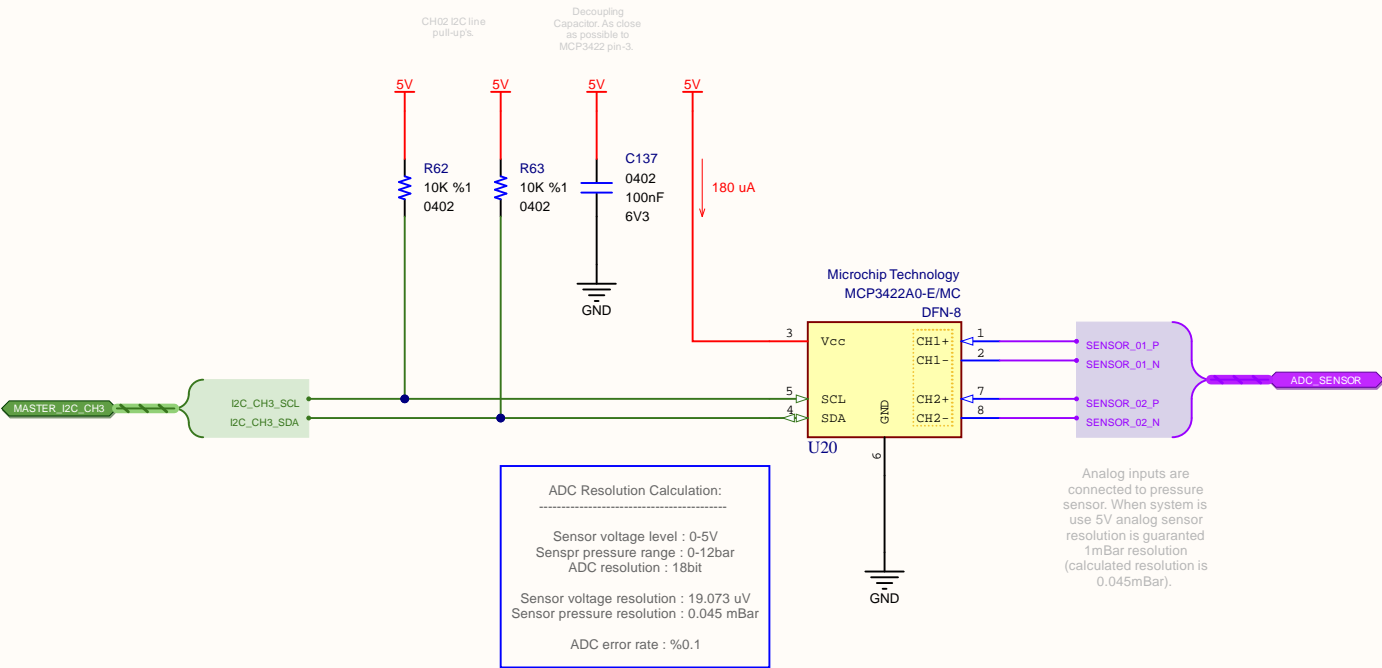 CH02 I2C line
pull-up's.
Decoupling
Capacitor. As close
as possible to
MCP3422 pin-3.
5V
5V
5V
5V
R62
10K %1
0402
R63
10K %1
0402
C137
0402
100nF
6V3
180 uA
GND
Microchip Technology
MCP3422A0-E/MC
DFN-8
3
Vcc
CH1+
1
CH1-
2
5
SCL
CH2+
7
4
SDA
CH2-
8
GND
6
U20
SENSOR_01_P
SENSOR_01_N
SENSOR_02_P
SENSOR_02_N
ADC_SENSOR
MASTER_I2C_CH3
I2C_CH3_SCL
I2C_CH3_SDA
ADC Resolution Calculation:
------------------------------------------
Sensor voltage level : 0-5V
Senspr pressure range : 0-12bar
ADC resolution : 18bit
Sensor voltage resolution : 19.073 uV
Sensor pressure resolution : 0.045 mBar
ADC error rate : %0.1
GND
Analog inputs are
connected to pressure
sensor. When system is
use 5V analog sensor
resolution is guaranted
1mBar resolution
(calculated resolution is
0.045mBar).